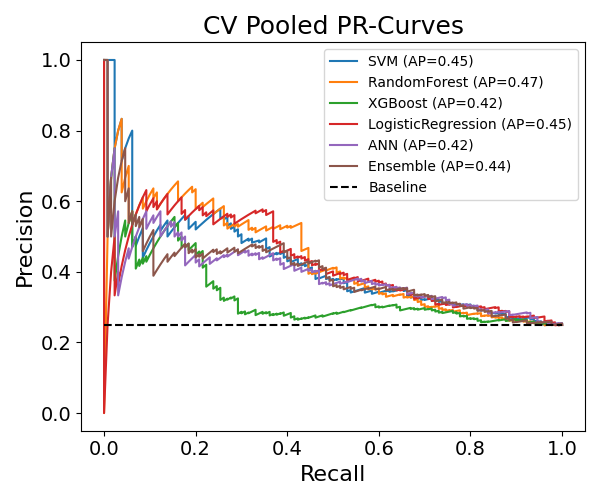 CV Pooled PR-Curves
SVM (AP=0.45)
RandomForest (AP=0.47)
XGBoost (AP=0.42)
LogisticRegression (AP=0.45)
ANN (AP=0.42)
Ensemble (AP=0.44)
Baseline
Precision
1.0
0.8
0.6
0.4
0.2
0.0
0.0 0.2 0.4 0.6 0.8 1.0
Recall